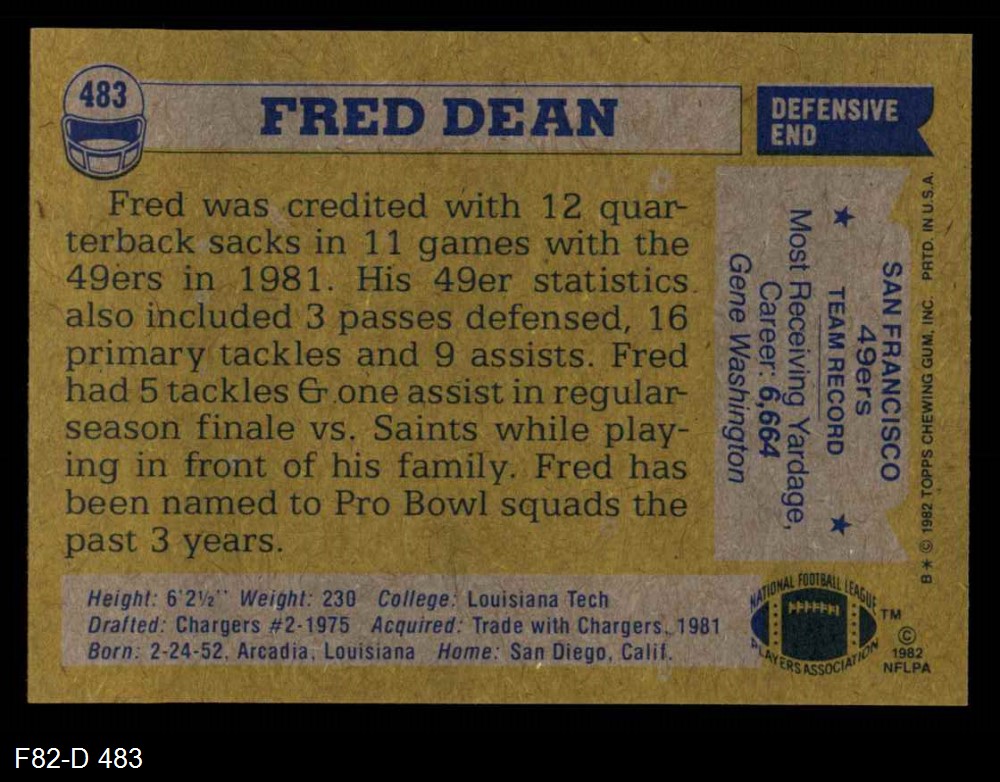 483
FRED DEAN
DEFENSIVE
END
Fred was credited with 12 quar-
terback sacks in 11 games with the
49ers in 1981. His 49er statistics
also included 3 passes defensed, 16
primary tackles and 9 assists. Fred
had 5 tackles & one assist in regular-
season finale vs. Saints while play-
ing in front of his family. Fred has
been named to Pro Bowl squads the
past 3 years.
SAN FRANCISCO
49ers
★ TEAM RECORD ★
Most Receiving Yardage,
Career: 6,664
Gene Washington
B* © 1982 TOPPS CHEWING GUM, INC. PRTD. IN U.S.A.
Height: 6'2½" Weight: 230 College: Louisiana Tech
Drafted: Chargers #2-1975 Acquired: Trade with Chargers, 1981
Born: 2-24-52, Arcadia, Louisiana Home: San Diego, Calif.
NATIONAL FOOTBALL LEAGUE
PLAYERS ASSOCIATION
TM
©
1982
NFLPA
F82-D 483